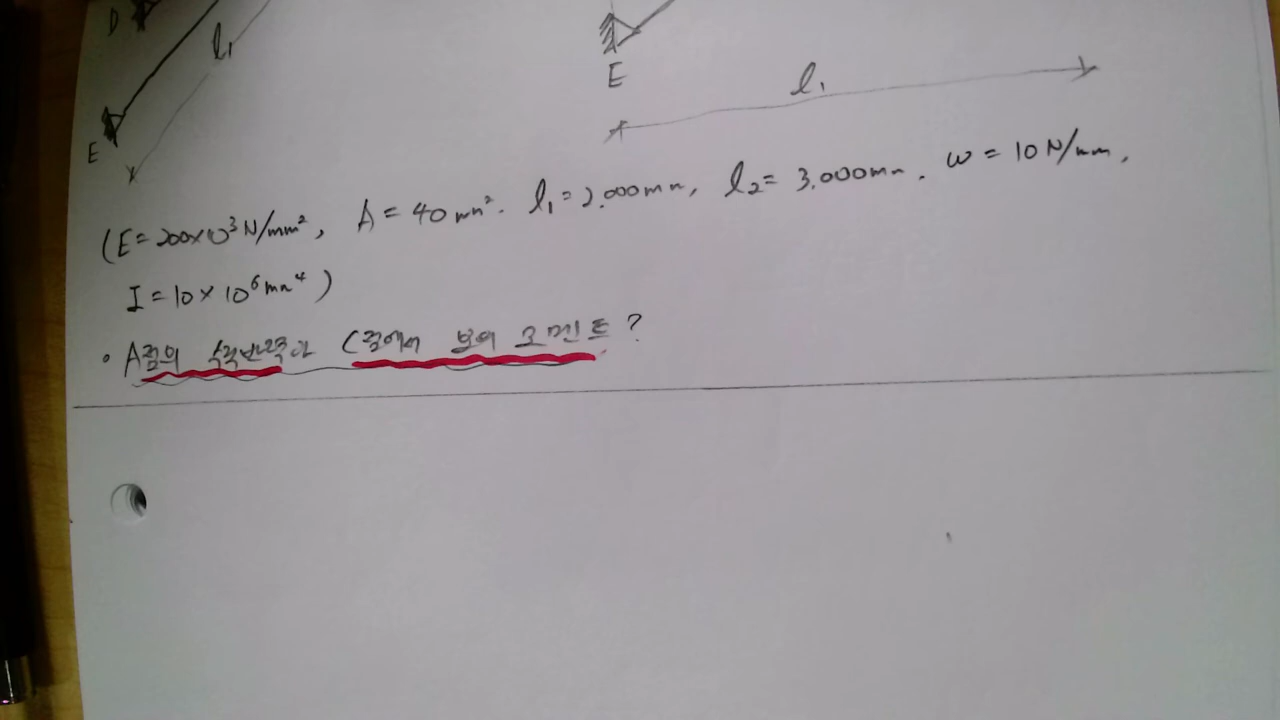 D
l₁
E
E
l₁
(E=200×10³N/mm², A=40mm². l₁=2,000mm, l₂=3,000mm. w=10N/mm,
I=10×10⁶mm⁴)
• A점의 수직반력과 C점에서 보의 모멘트?